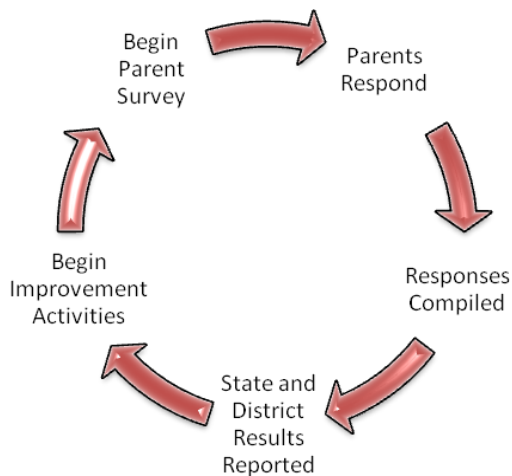 Begin
Parent
Survey
Parents
Respond
Responses
Compiled
State and
District
Results
Reported
Begin
Improvement
Activities